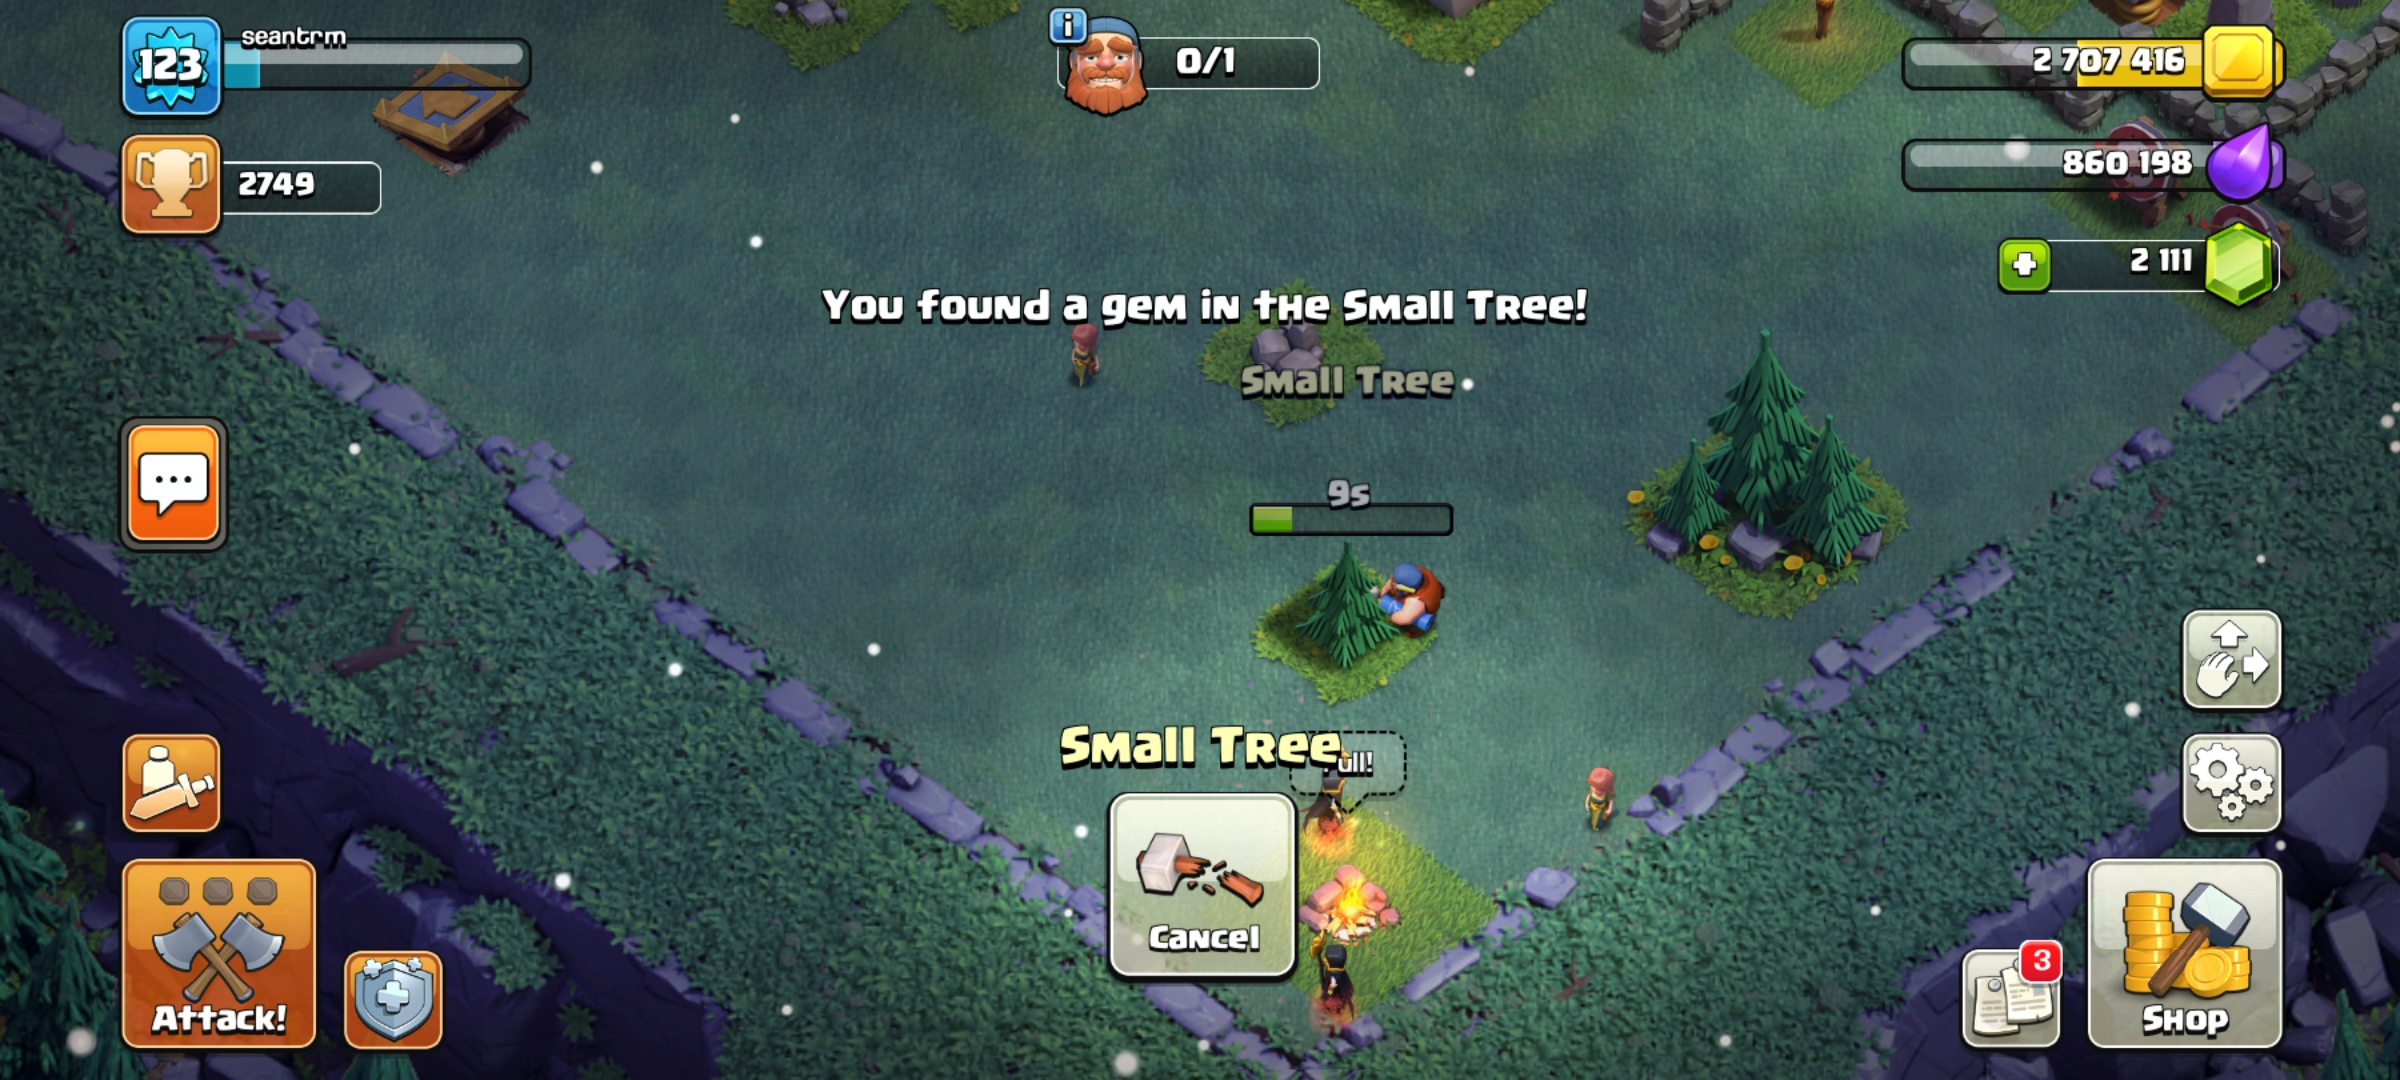 seantrm
123
0/1
2 707 416
2749
860 198
2 111
You found a gem in the Small Tree!
Small Tree
9s
Small Tree
Cancel
Attack!
3
Shop